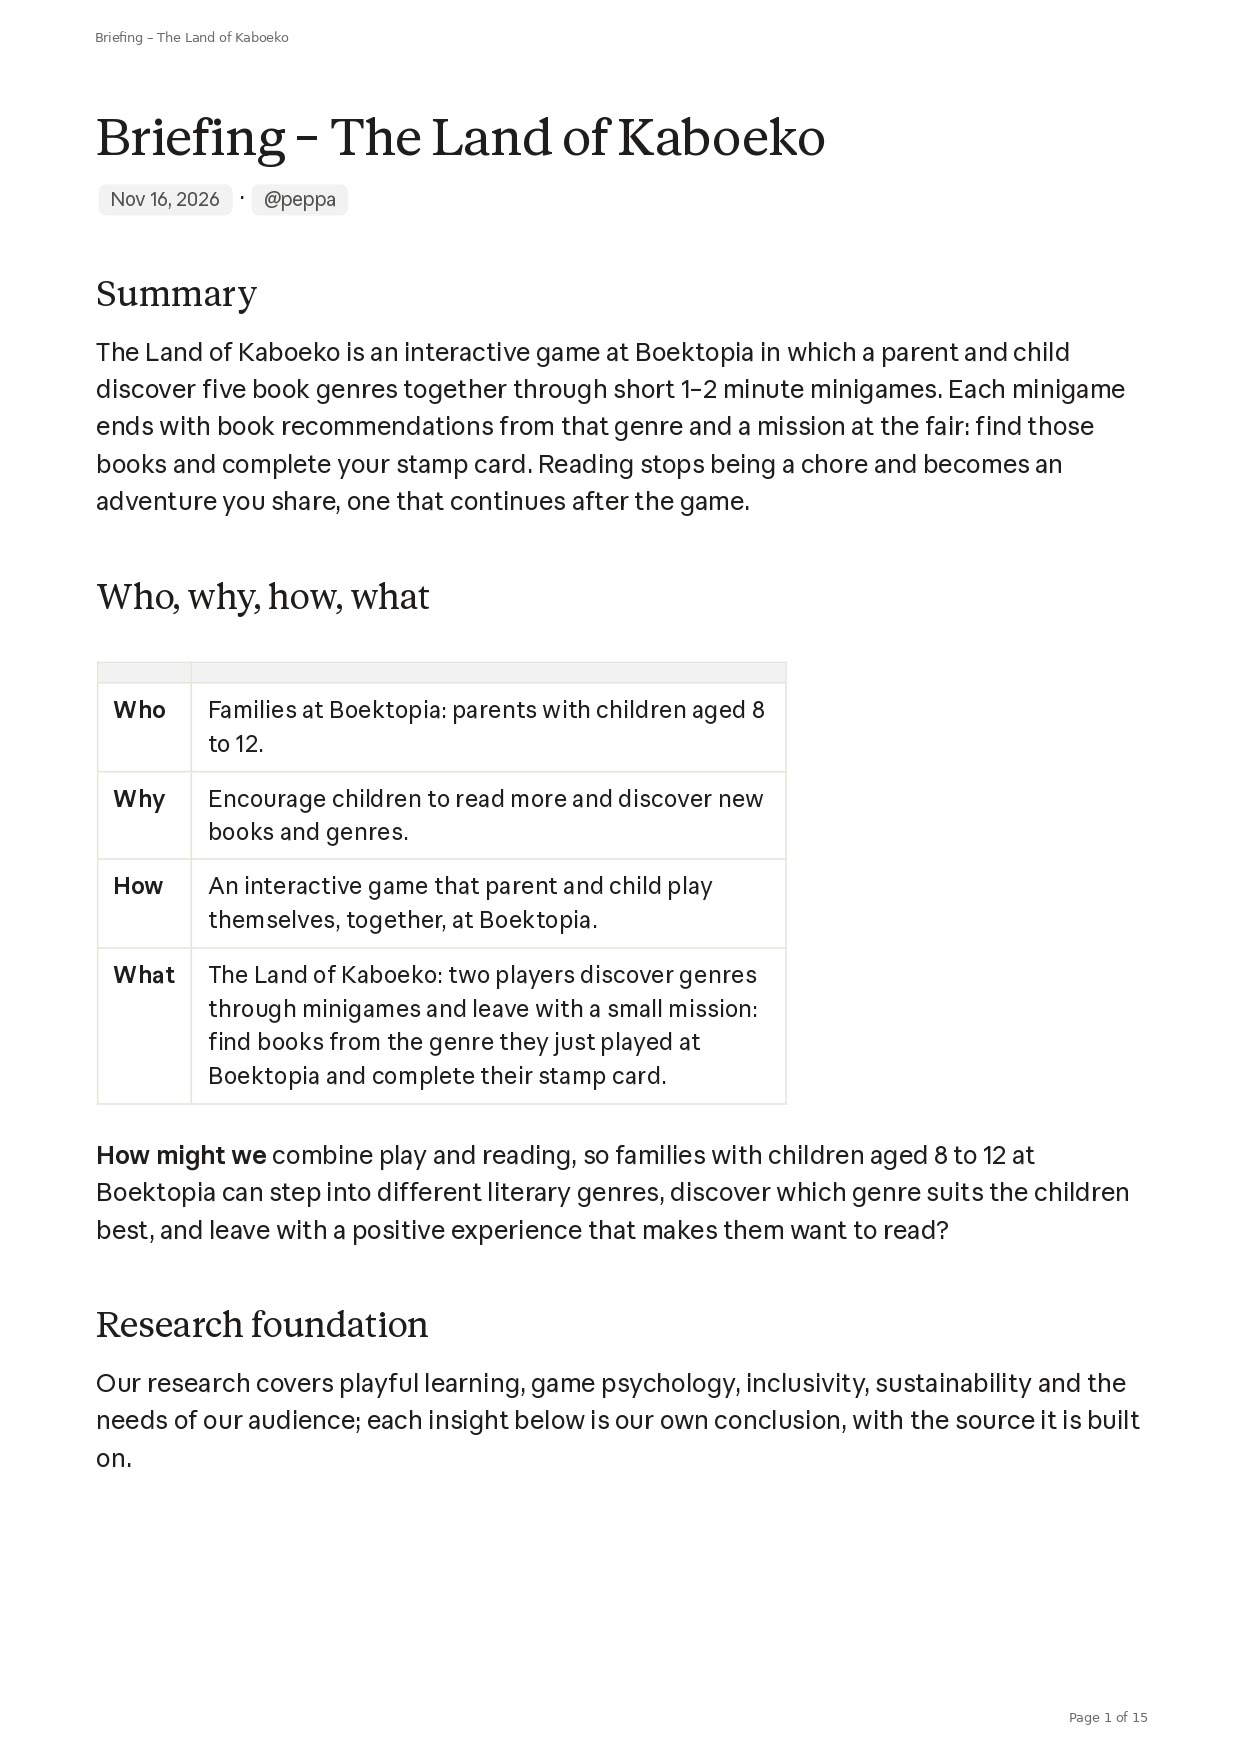 Briefing – The Land of Kaboeko
Briefing – The Land of Kaboeko
Nov 16, 2026 · @peppa
Summary
The Land of Kaboeko is an interactive game at Boektopia in which a parent and child
discover five book genres together through short 1–2 minute minigames. Each minigame
ends with book recommendations from that genre and a mission at the fair: find those
books and complete your stamp card. Reading stops being a chore and becomes an
adventure you share, one that continues after the game.
Who, why, how, what
Who
Families at Boektopia: parents with children aged 8
to 12.
Why
Encourage children to read more and discover new
books and genres.
How
An interactive game that parent and child play
themselves, together, at Boektopia.
What
The Land of Kaboeko: two players discover genres
through minigames and leave with a small mission:
find books from the genre they just played at
Boektopia and complete their stamp card.
How might we combine play and reading, so families with children aged 8 to 12 at
Boektopia can step into different literary genres, discover which genre suits the children
best, and leave with a positive experience that makes them want to read?
Research foundation
Our research covers playful learning, game psychology, inclusivity, sustainability and the
needs of our audience; each insight below is our own conclusion, with the source it is built
on.
Page 1 of 15